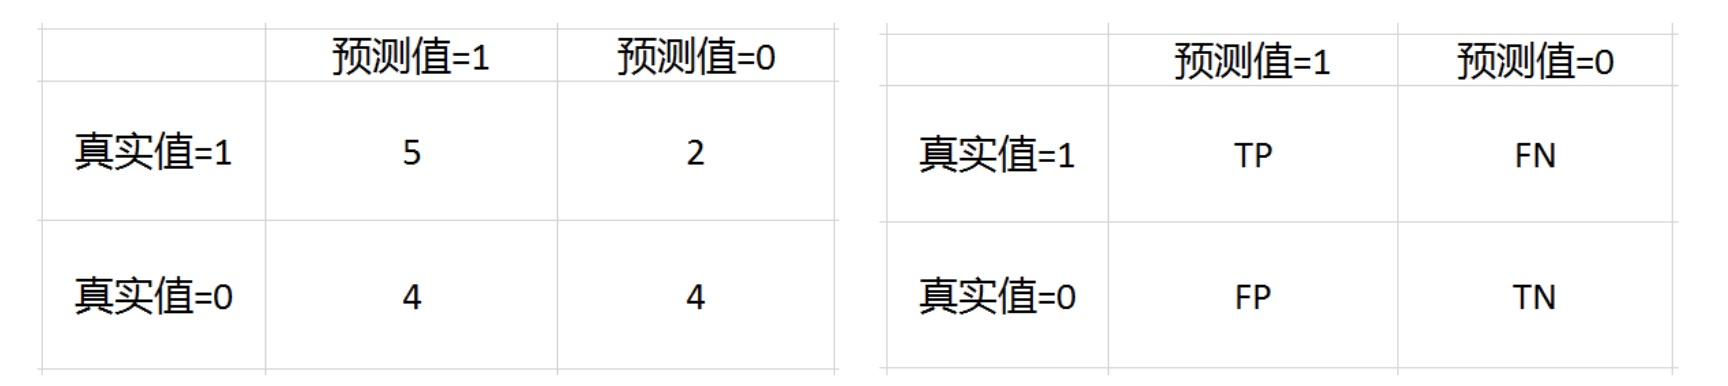 预测值=1 预测值=0
真实值=1 5 2
真实值=0 4 4
预测值=1 预测值=0
真实值=1 TP FN
真实值=0 FP TN